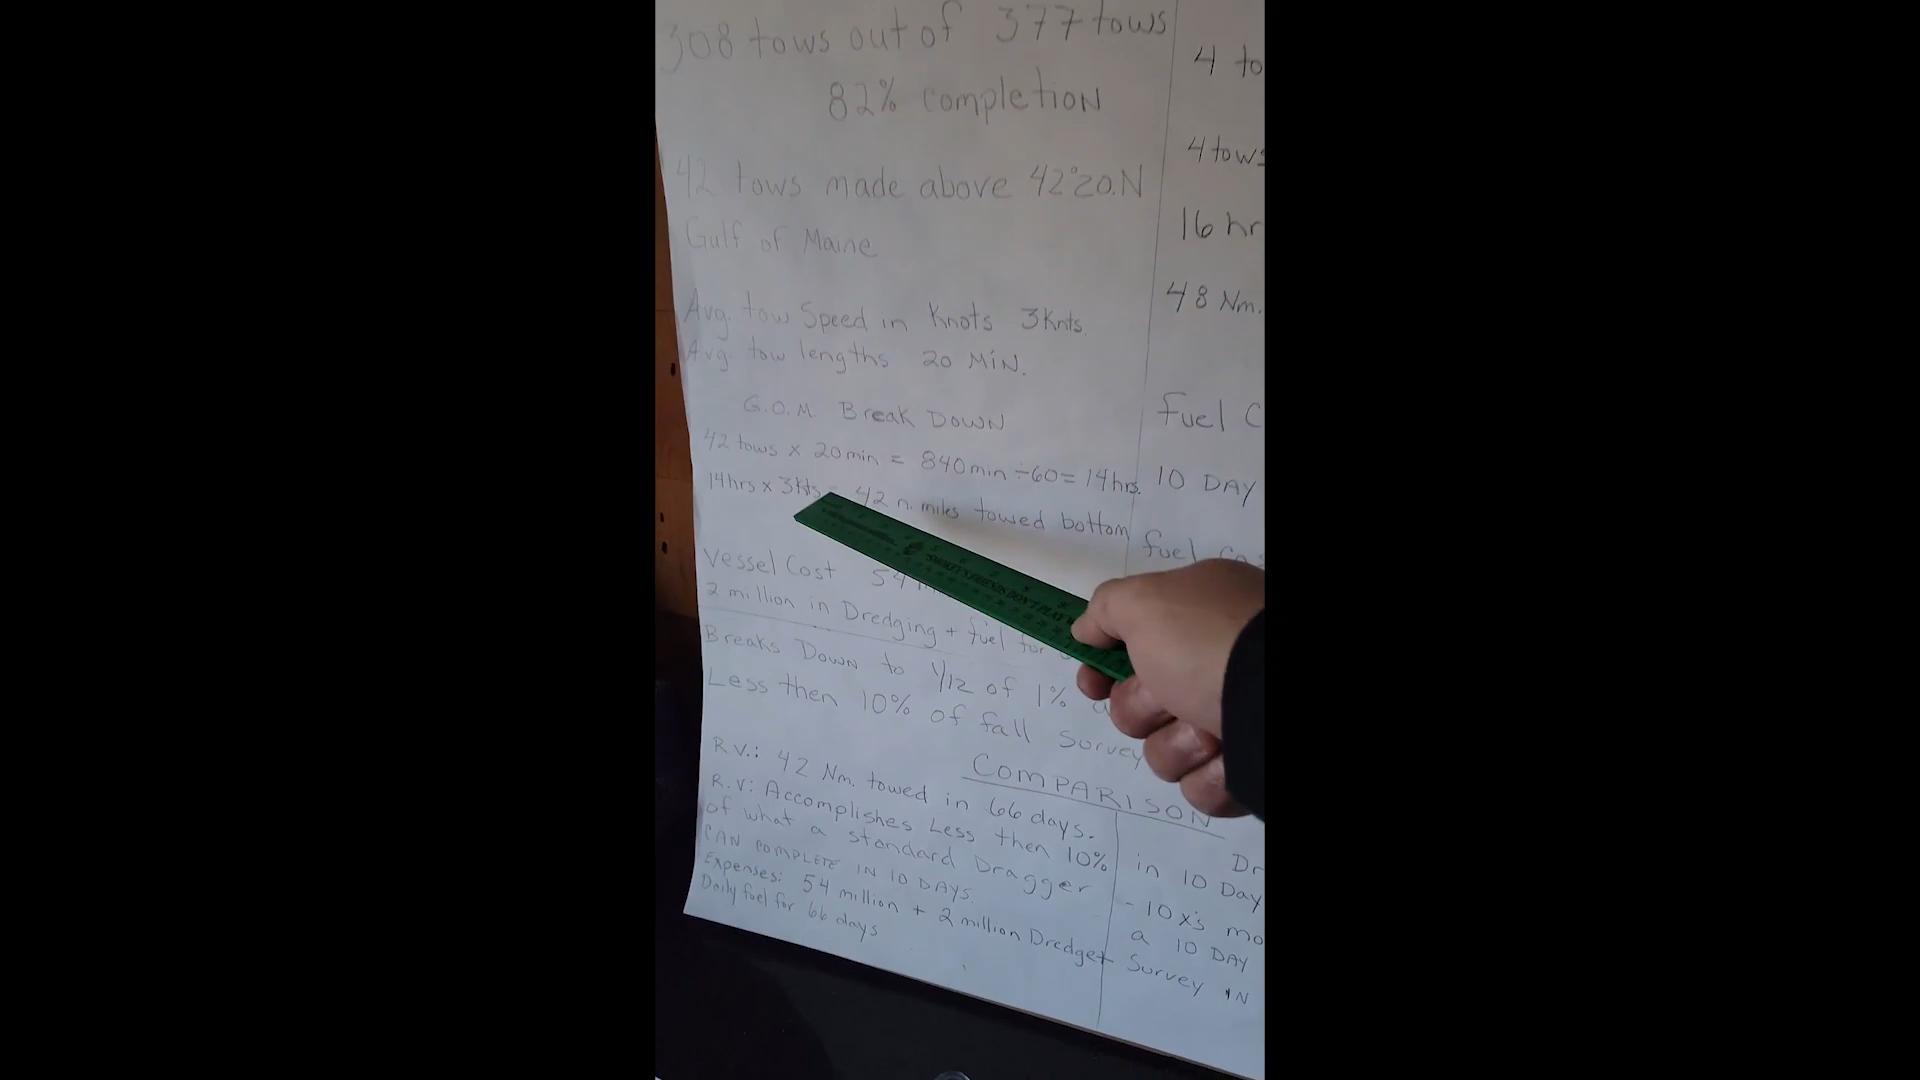 308 tows out of 377 tows
82% completion
42 tows made above 42°20.N
Gulf of Maine
Avg. tow Speed in Knots 3Knts.
Avg. tow lengths 20 MiN.
G.O.M. Break Down
42 tows x 20min = 840min ÷60= 14hrs.
14hrs x 3Kts 42 n. miles towed bottom
Vessel Cost 54
2 million in Dredging + fuel for
Breaks Down to 1/12 of 1%
Less then 10% of fall Survey
COMPARISON
R.V.: 42 Nm. towed in 66 days.
R.V: Accomplishes Less then 10%
of what a standard Dragger
CAN COMPLETE IN 10 DAYS.
Expenses: 54 million + 2 million Dredge+
Daily fuel for 66 days
4 to
4 tows
16 hr
48 Nm.
fuel C
10 DAY
fuel
Dr
in 10 Day
- 10 x's mo
a 10 DAY
Survey IN